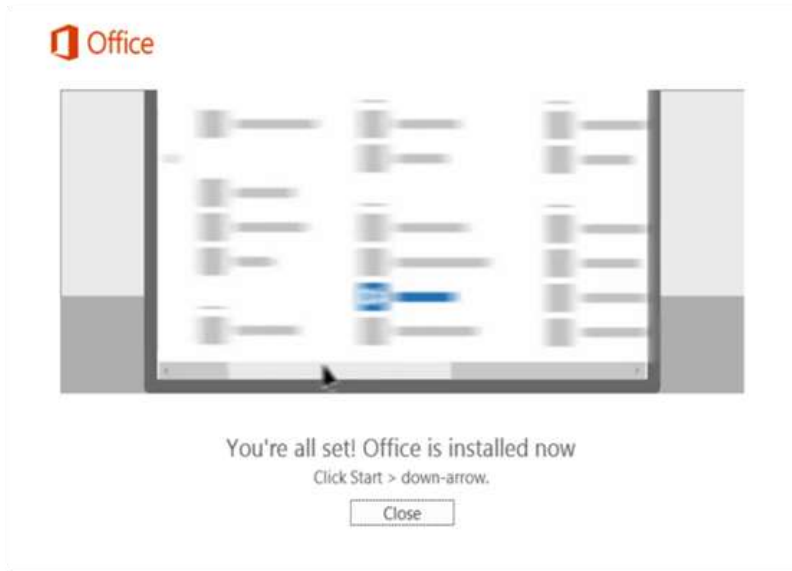 Office
You're all set! Office is installed now
Click Start > down-arrow.
Close